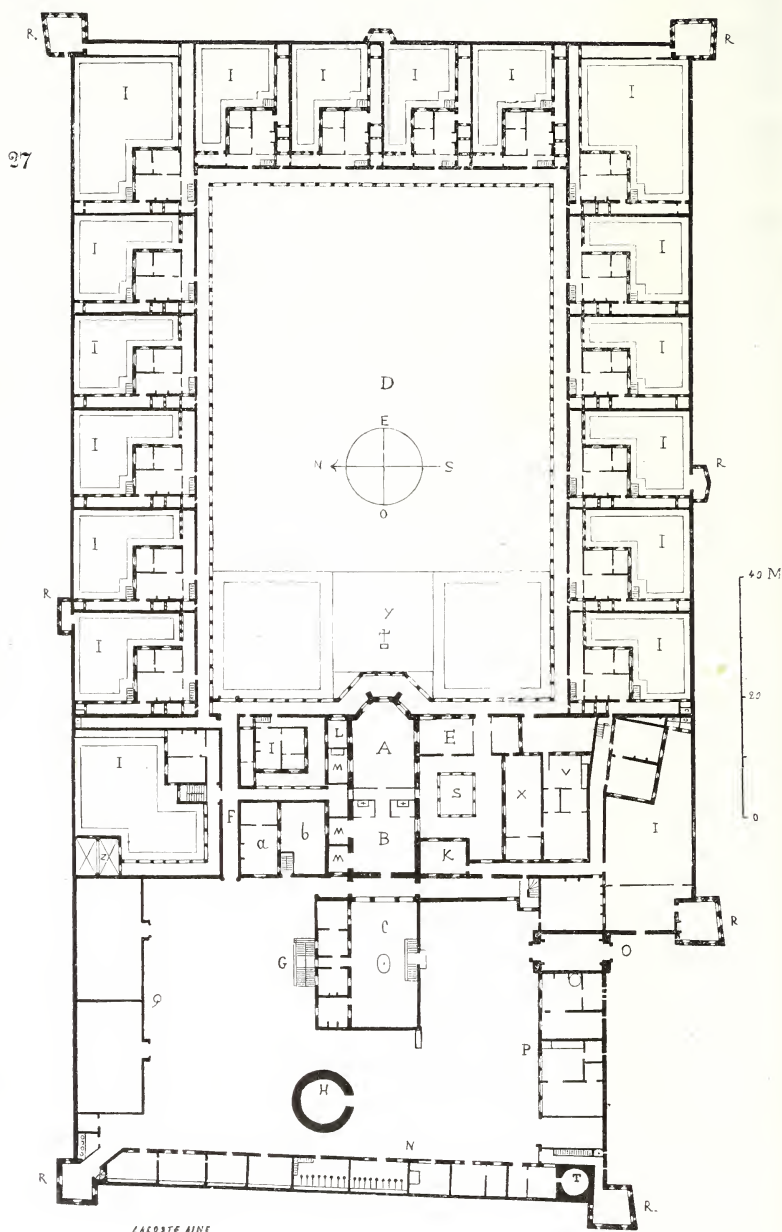 R. R
I I I I I I
27
I I
I I
D
E
N S
O
I I
R
I I
40 M
R
I I
Y
20
L E
I I A
M S X V I
F a b M B K
Z M
0
R
G C O
q
P
H
N
R T
R.
LACOSTE AINE